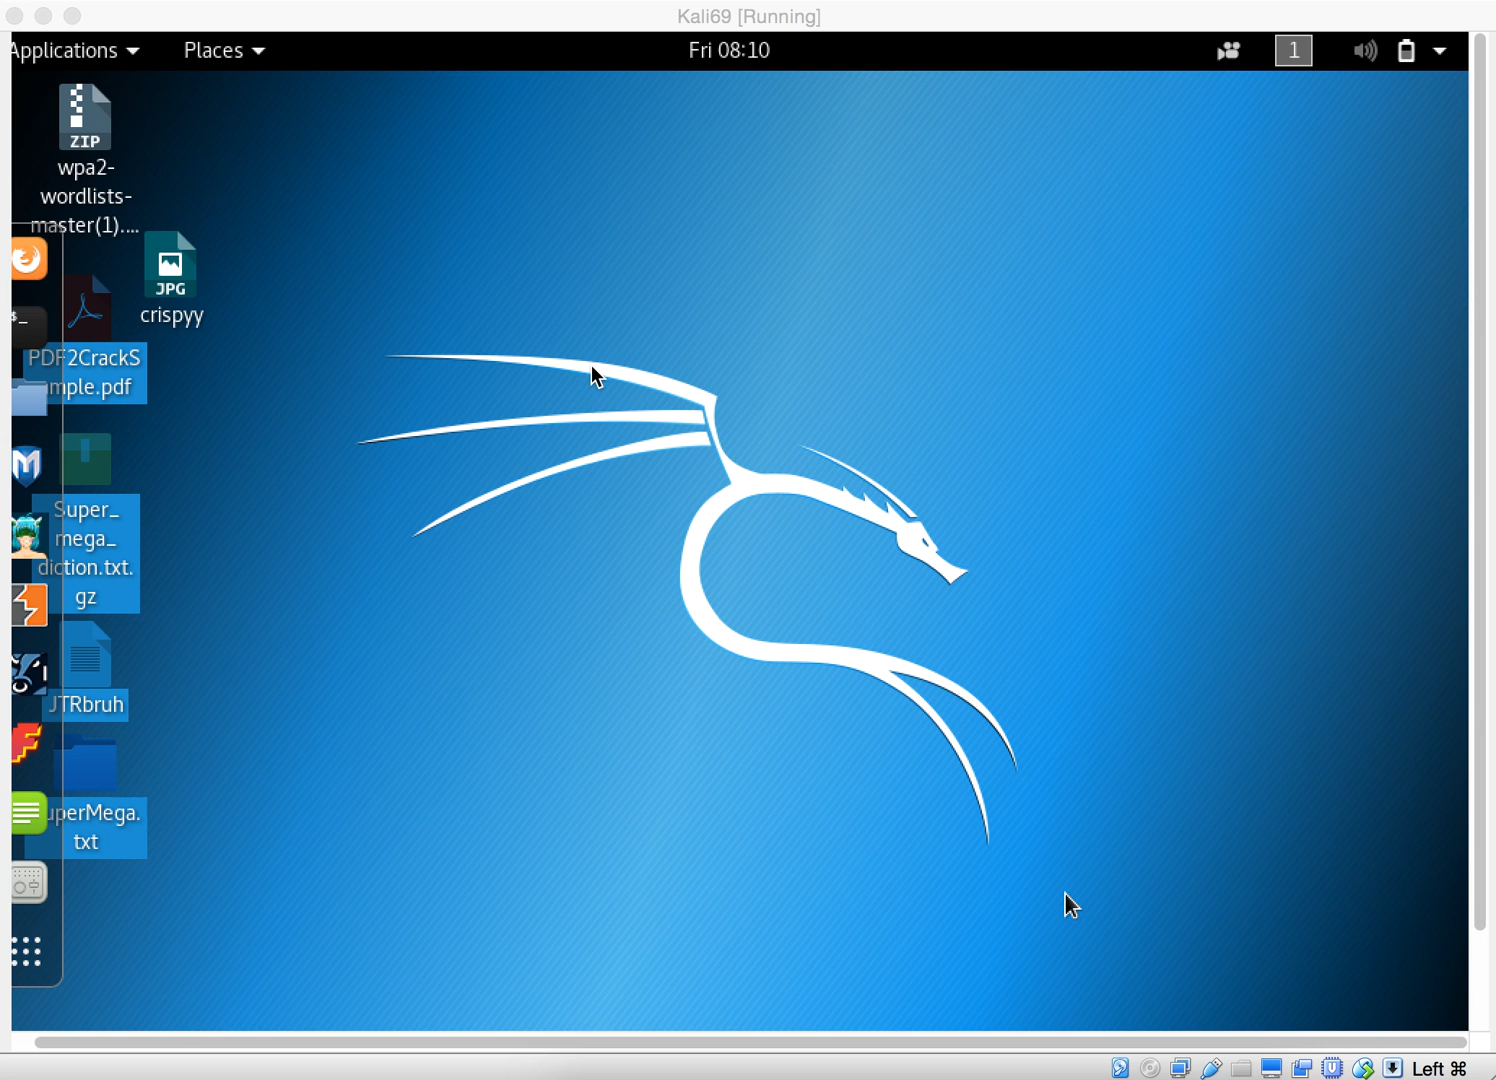 Kali69 [Running]
Applications
Places
Fri 08:10
1
ZIP
wpa2-
wordlists-
master(1)....
JPG
crispyy
PDF2CrackS
mple.pdf
Super_
mega_
diction.txt.
gz
JTRbruh
uperMega.
txt
Left ⌘